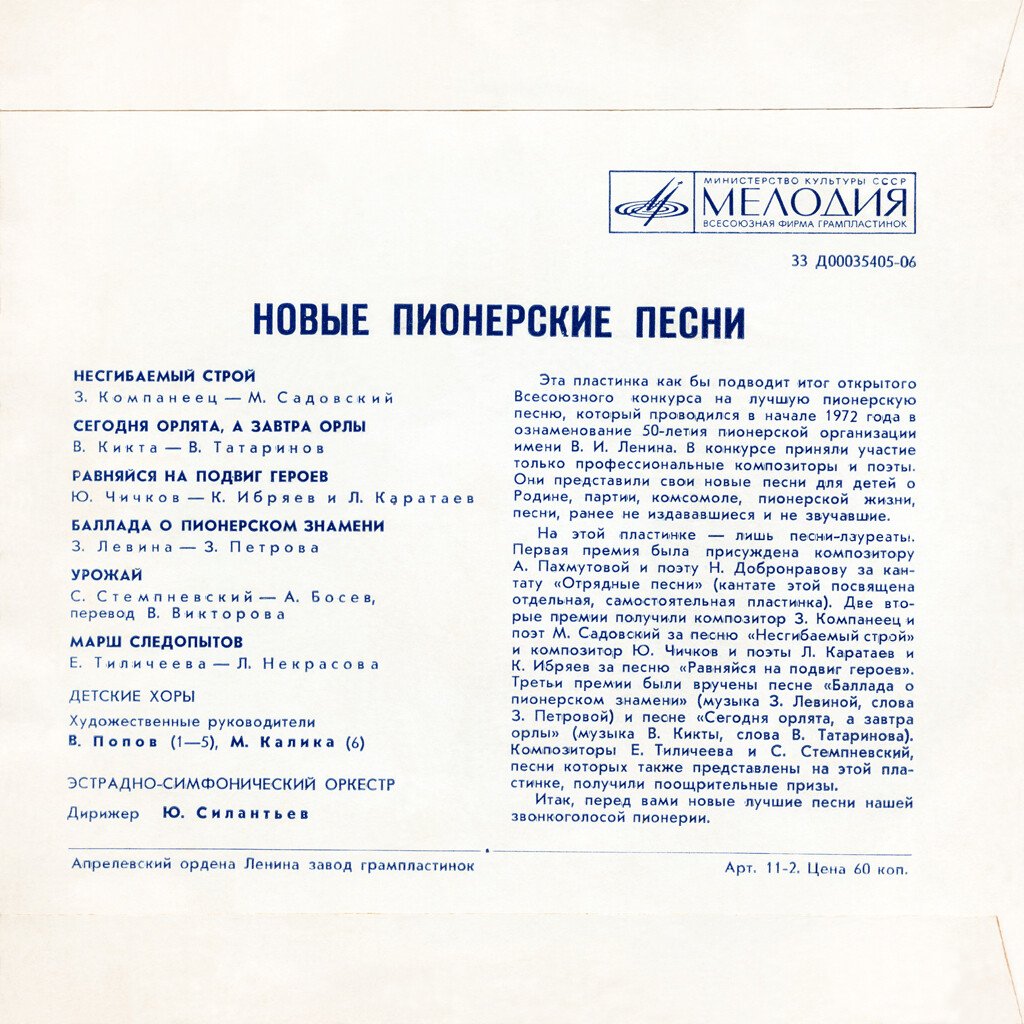 МИНИСТЕРСТВО КУЛЬТУРЫ СССР
МЕЛОДИЯ
ВСЕСОЮЗНАЯ ФИРМА ГРАМПЛАСТИНОК
33 Д00035405-06
НОВЫЕ ПИОНЕРСКИЕ ПЕСНИ
НЕСГИБАЕМЫЙ СТРОЙ
З. Компанеец — М. Садовский
СЕГОДНЯ ОРЛЯТА, А ЗАВТРА ОРЛЫ
В. Кикта — В. Татаринов
РАВНЯЙСЯ НА ПОДВИГ ГЕРОЕВ
Ю. Чичков — К. Ибряев и Л. Каратаев
БАЛЛАДА О ПИОНЕРСКОМ ЗНАМЕНИ
З. Левина — З. Петрова
УРОЖАЙ
С. Стемпневский — А. Босев,
перевод В. Викторова
МАРШ СЛЕДОПЫТОВ
Е. Тиличеева — Л. Некрасова
ДЕТСКИЕ ХОРЫ
Художественные руководители
В. Попов (1—5), М. Калика (6)
ЭСТРАДНО-СИМФОНИЧЕСКИЙ ОРКЕСТР
Дирижер Ю. Силантьев
Эта пластинка как бы подводит итог открытого
Всесоюзного конкурса на лучшую пионерскую
песню, который проводился в начале 1972 года в
ознаменование 50-летия пионерской организации
имени В. И. Ленина. В конкурсе приняли участие
только профессиональные композиторы и поэты.
Они представили свои новые песни для детей о
Родине, партии, комсомоле, пионерской жизни,
песни, ранее не издававшиеся и не звучавшие.
На этой пластинке — лишь песни-лауреаты.
Первая премия была присуждена композитору
А. Пахмутовой и поэту Н. Добронравову за кан-
тату «Отрядные песни» (кантате этой посвящена
отдельная, самостоятельная пластинка). Две вто-
рые премии получили композитор З. Компанеец и
поэт М. Садовский за песню «Несгибаемый строй»
и композитор Ю. Чичков и поэты Л. Каратаев и
К. Ибряев за песню «Равняйся на подвиг героев».
Третьи премии были вручены песне «Баллада о
пионерском знамени» (музыка З. Левиной, слова
З. Петровой) и песне «Сегодня орлята, а завтра
орлы» (музыка В. Кикты, слова В. Татаринова).
Композиторы Е. Тиличеева и С. Стемпневский,
песни которых также представлены на этой пла-
стинке, получили поощрительные призы.
Итак, перед вами новые лучшие песни нашей
звонкоголосой пионерии.
Апрелевский ордена Ленина завод грампластинок
Арт. 11-2. Цена 60 коп.